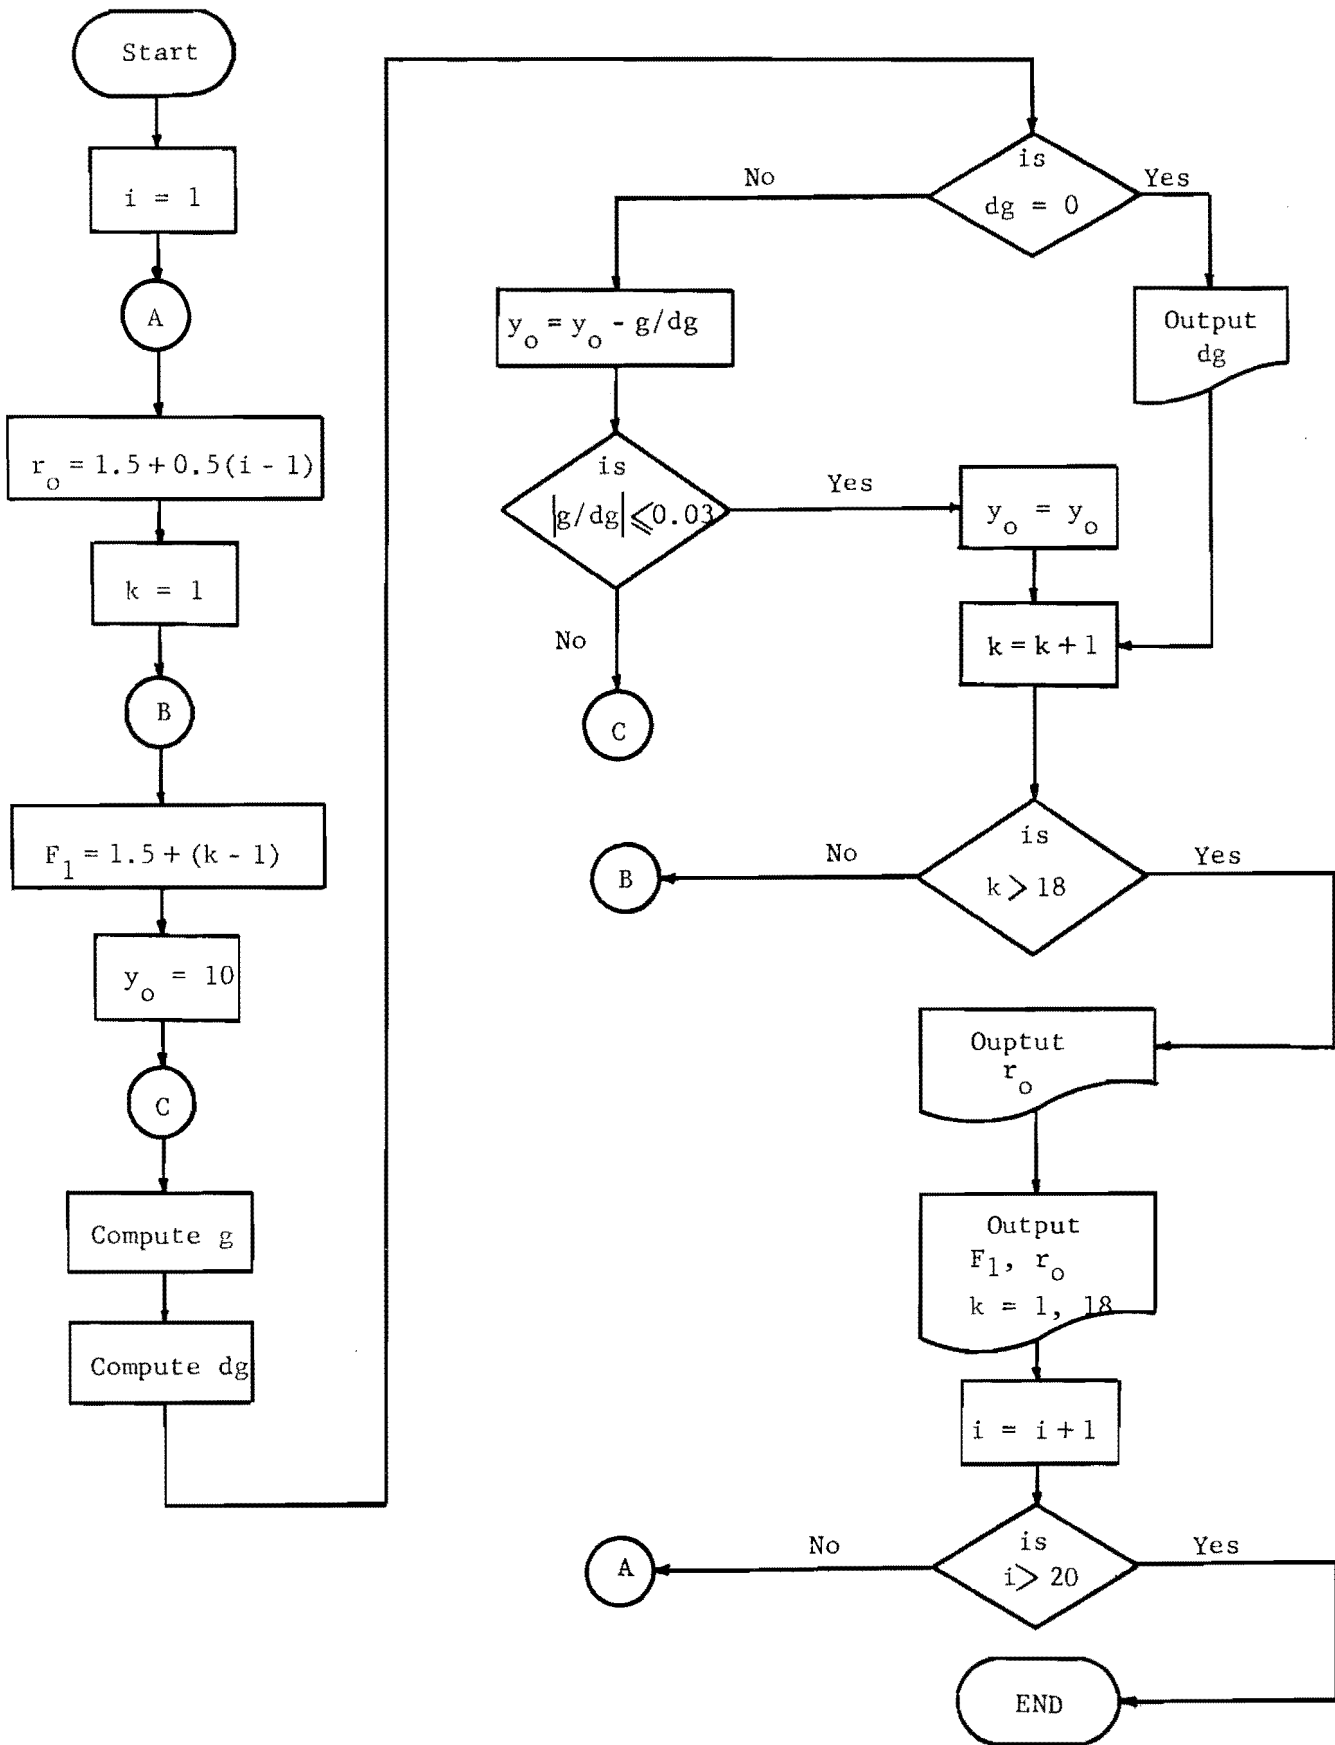 Start
i = 1
A
r_o = 1.5 + 0.5(i - 1)
k = 1
B
F_1 = 1.5 + (k - 1)
y_o = 10
C
Compute g
Compute dg
is
dg = 0
No
Yes
y_o = y_o - g/dg
Output
dg
is
|g/dg| ⩽ 0.03
Yes
No
C
y_o = y_o
k = k + 1
is
k > 18
No
Yes
B
Ouptut
r_o
Output
F_1, r_o
k = 1, 18
i = i + 1
is
i > 20
No
Yes
A
END